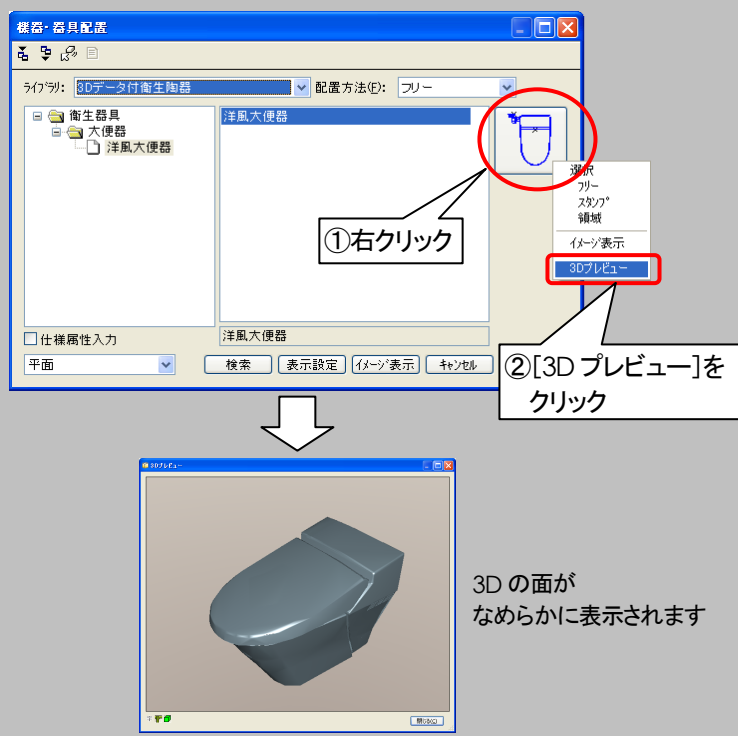 機器・器具配置
ﾗｲﾌﾞﾗﾘ: 3Dデータ付衛生陶器 配置方法(F): フリー
衛生器具
大便器
洋風大便器
洋風大便器
選択
ﾌﾘｰ
ｽﾀﾝﾌﾟ
領域
ｲﾒｰｼﾞ表示
3Dﾌﾟﾚﾋﾞｭｰ
①右クリック
仕様属性入力
洋風大便器
平面
検索 表示設定 ｲﾒｰｼﾞ表示 ｷｬﾝｾﾙ
②[3D プレビュー]を
クリック
3Dﾌﾟﾚﾋﾞｭｰ
3D の面が
なめらかに表示されます
閉じる(C)